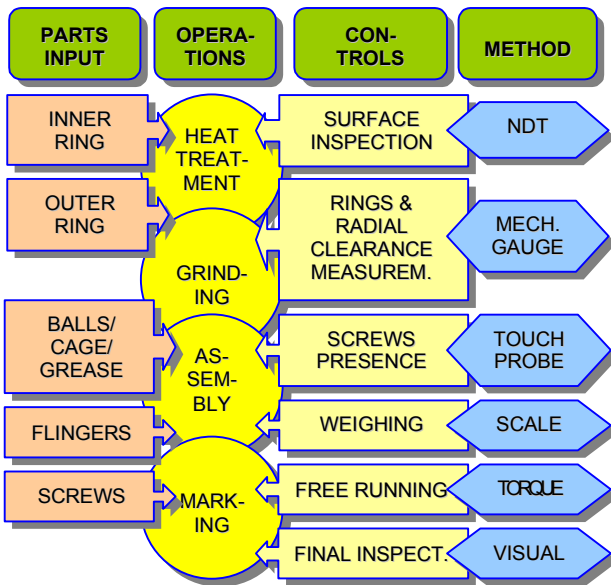 PARTS
INPUT
OPERA-
TIONS
CON-
TROLS
METHOD
INNER
RING
HEAT
TREAT-
MENT
SURFACE
INSPECTION
NDT
OUTER
RING
RINGS &
RADIAL
CLEARANCE
MEASUREM.
MECH.
GAUGE
GRIND-
ING
BALLS/
CAGE/
GREASE
AS-
SEM-
BLY
SCREWS
PRESENCE
TOUCH
PROBE
FLINGERS
WEIGHING
SCALE
SCREWS
MARK-
ING
FREE RUNNING
TORQUE
FINAL INSPECT.
VISUAL